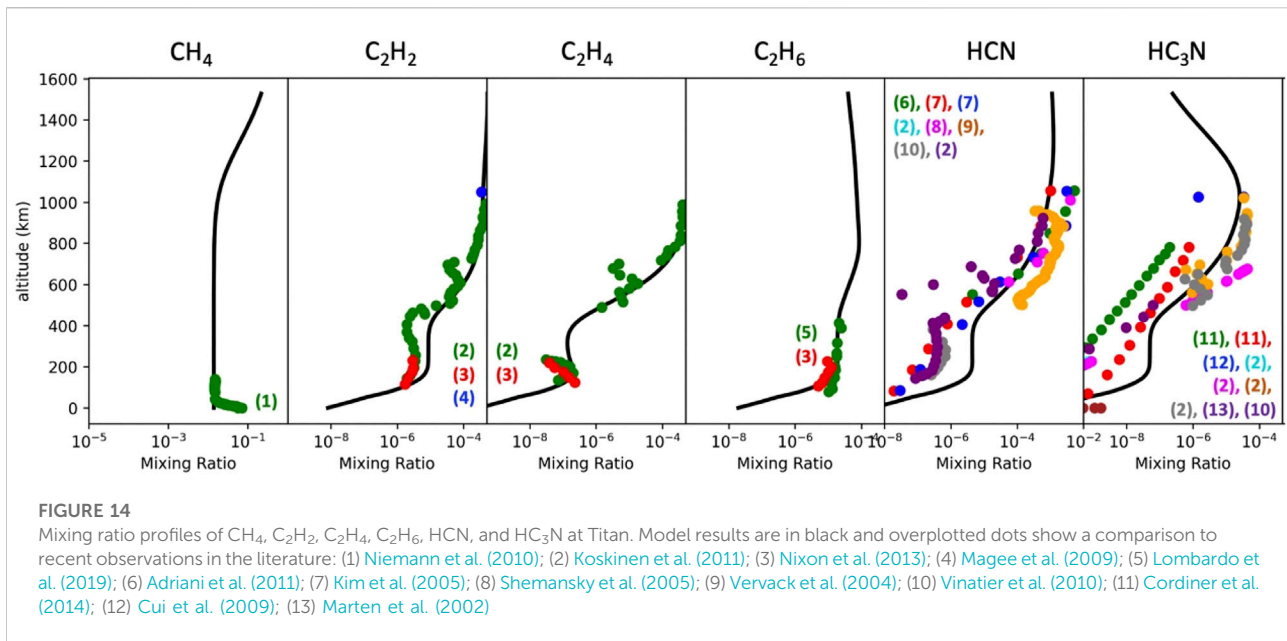 CH₄ C₂H₂ C₂H₄ C₂H₆ HCN HC₃N
1600
1400
1200
1000
800
600
400
200
0
altitude (km)
(1)
(2)
(3)
(4)
(2)
(3)
(5)
(3)
(6), (7), (7)
(2), (8), (9),
(10), (2)
(11), (11),
(12), (2),
(2), (2),
(2), (13), (10)
10⁻⁵ 10⁻³ 10⁻¹ 10⁻⁸ 10⁻⁶ 10⁻⁴ 10⁻⁸ 10⁻⁶ 10⁻⁴ 10⁻⁸ 10⁻⁶ 10⁻⁸ 10⁻⁶ 10⁻⁴ 10⁻² 10⁻⁸ 10⁻⁶ 10⁻⁴
Mixing Ratio Mixing Ratio Mixing Ratio Mixing Ratio Mixing Ratio Mixing Ratio
FIGURE 14
Mixing ratio profiles of CH₄, C₂H₂, C₂H₄, C₂H₆, HCN, and HC₃N at Titan. Model results are in black and overplotted dots show a comparison to
recent observations in the literature: (1) Niemann et al. (2010); (2) Koskinen et al. (2011); (3) Nixon et al. (2013); (4) Magee et al. (2009); (5) Lombardo et
al. (2019); (6) Adriani et al. (2011); (7) Kim et al. (2005); (8) Shemansky et al. (2005); (9) Vervack et al. (2004); (10) Vinatier et al. (2010); (11) Cordiner et al.
(2014); (12) Cui et al. (2009); (13) Marten et al. (2002)